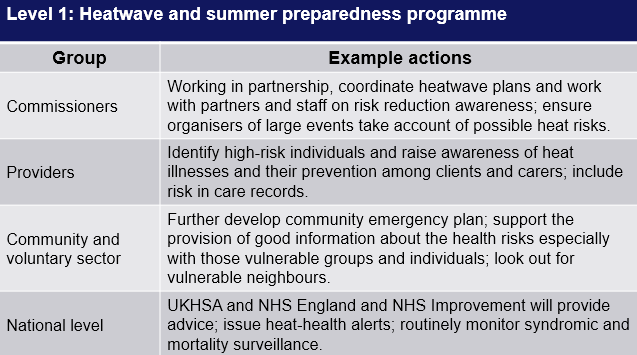 Level 1: Heatwave and summer preparedness programme
Group
Example actions
Commissioners
Working in partnership, coordinate heatwave plans and work
with partners and staff on risk reduction awareness; ensure
organisers of large events take account of possible heat risks.
Providers
Identify high-risk individuals and raise awareness of heat
illnesses and their prevention among clients and carers; include
risk in care records.
Community and
voluntary sector
Further develop community emergency plan; support the
provision of good information about the health risks especially
with those vulnerable groups and individuals; look out for
vulnerable neighbours.
National level
UKHSA and NHS England and NHS Improvement will provide
advice; issue heat-health alerts; routinely monitor syndromic and
mortality surveillance.